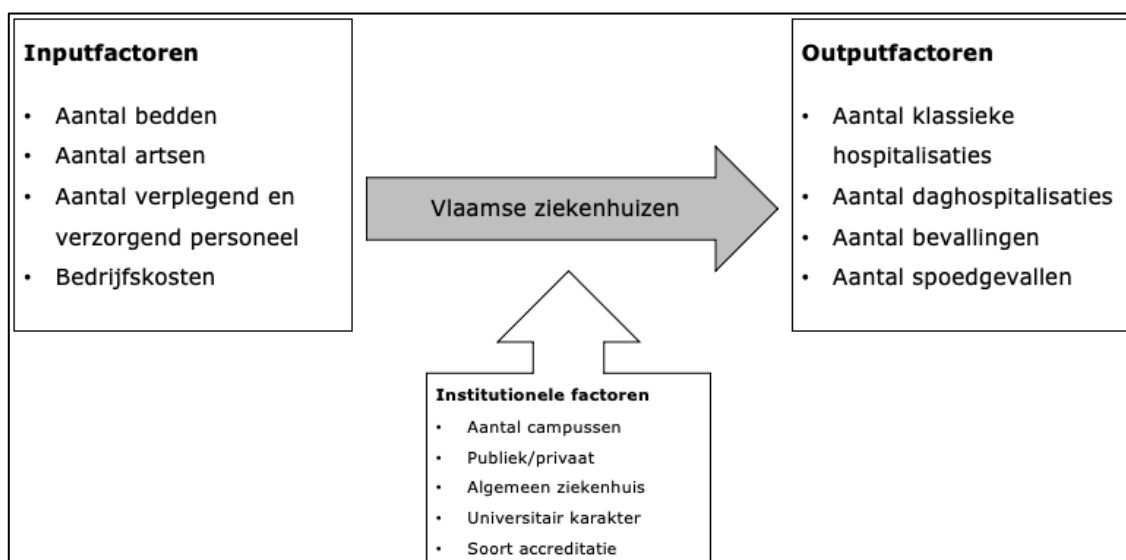 Inputfactoren
• Aantal bedden
• Aantal artsen
• Aantal verplegend en
verzorgend personeel
• Bedrijfskosten
Vlaamse ziekenhuizen
Outputfactoren
• Aantal klassieke
hospitalisaties
• Aantal daghospitalisaties
• Aantal bevallingen
• Aantal spoedgevallen
Institutionele factoren
• Aantal campussen
• Publiek/privaat
• Algemeen ziekenhuis
• Universitair karakter
• Soort accreditatie